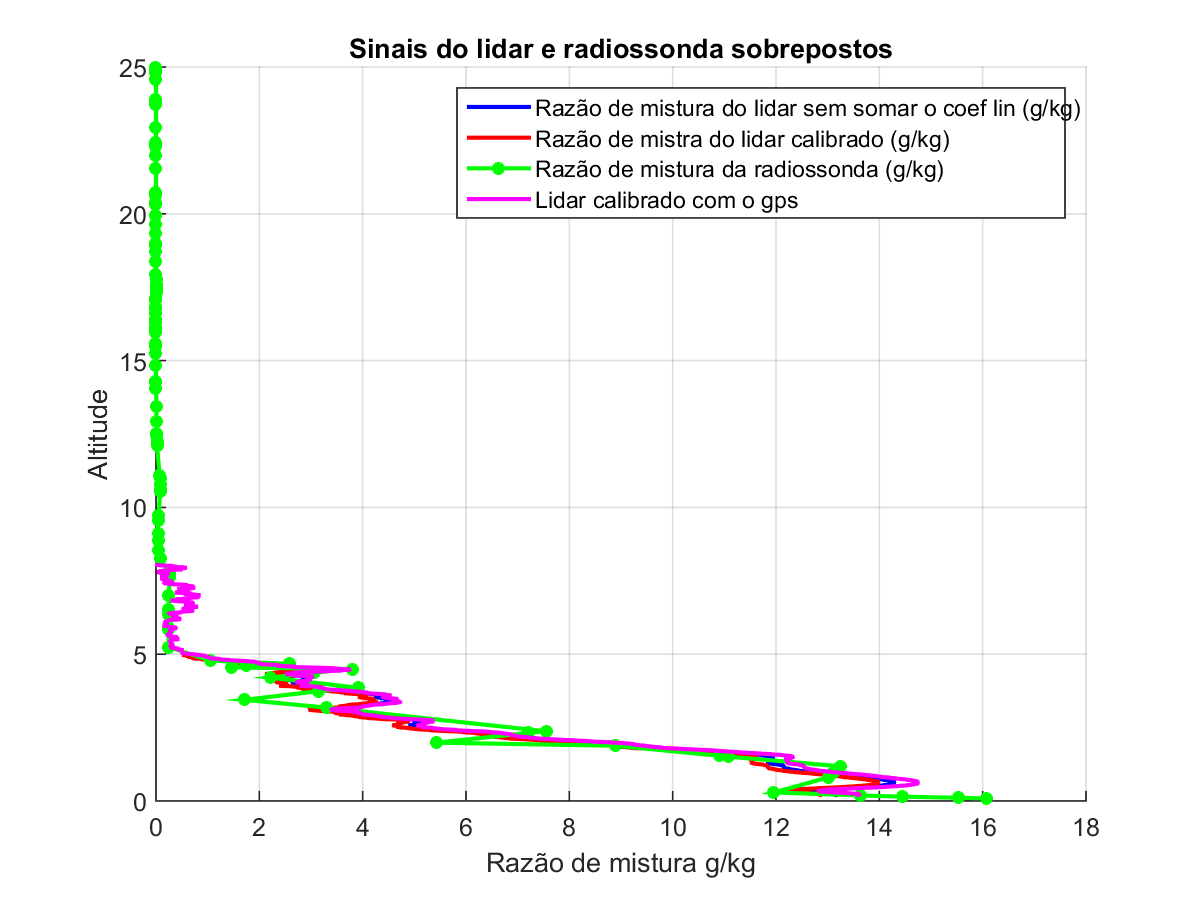 Sinais do lidar e radiossonda sobrepostos
25
20
15
10
5
0
Altitude
Razão de mistura do lidar sem somar o coef lin (g/kg)
Razão de mistra do lidar calibrado (g/kg)
Razão de mistura da radiossonda (g/kg)
Lidar calibrado com o gps
0 2 4 6 8 10 12 14 16 18
Razão de mistura g/kg